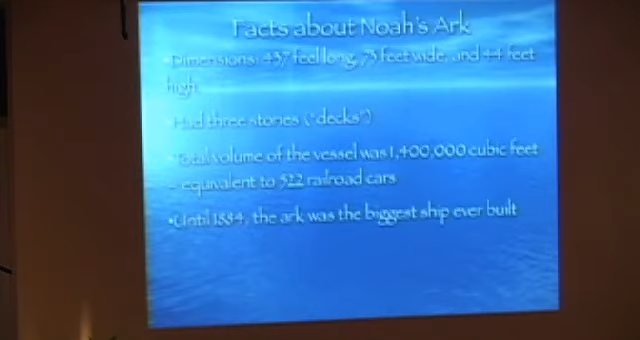 Facts about Noah's Ark
•Dimensions: 437 feet long, 73 feet wide, and 44 feet
high
•Had three stories ("decks")
•Total volume of the vessel was 1,400,000 cubic feet
– equivalent to 522 railroad cars
•Until 1884, the ark was the biggest ship ever built